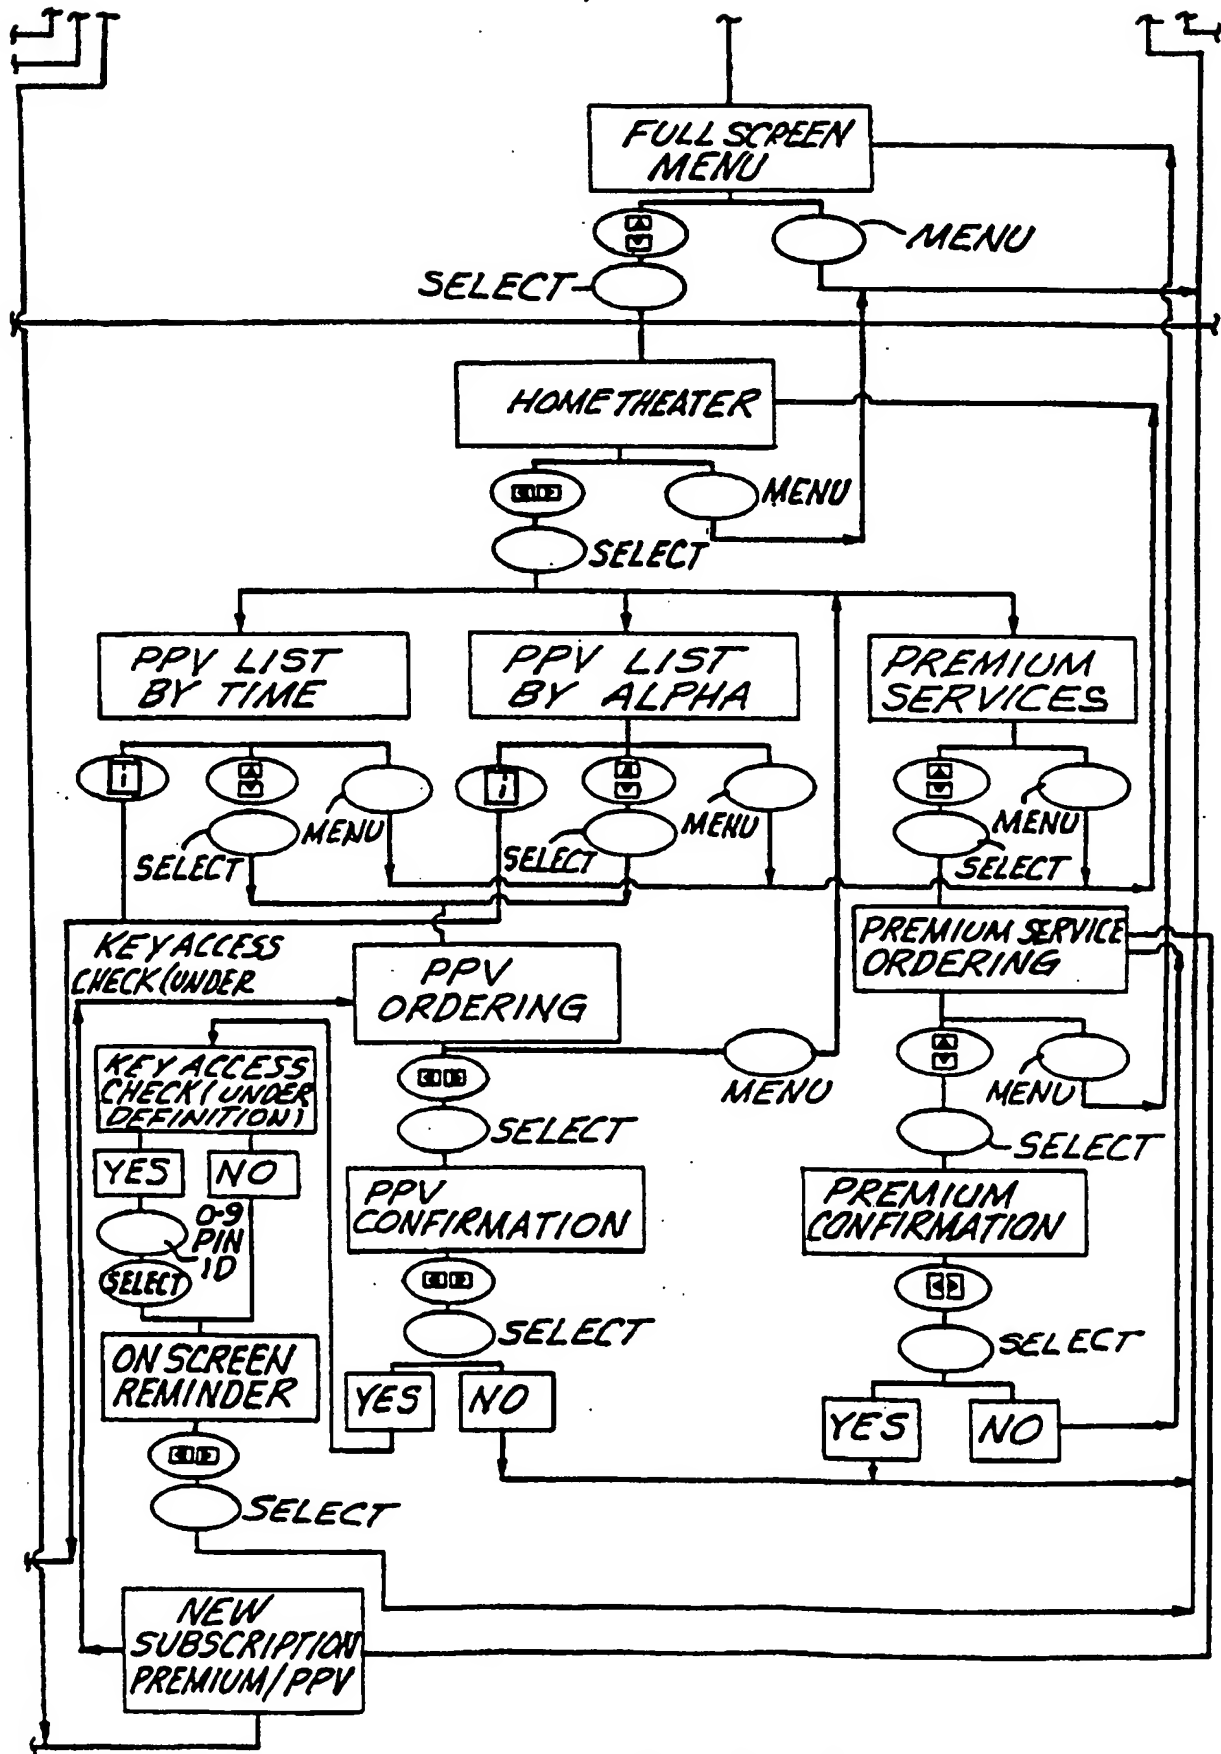 FULL SCREEN
MENU
MENU
SELECT
HOME THEATER
MENU
SELECT
PPV LIST
BY TIME
PPV LIST
BY ALPHA
PREMIUM
SERVICES
i
i
MENU
SELECT
MENU
SELECT
MENU
SELECT
KEY ACCESS
CHECK (UNDER
PPV
ORDERING
PREMIUM SERVICE
ORDERING
KEY ACCESS
CHECK (UNDER
DEFINITION)
MENU
MENU
SELECT
SELECT
YES
NO
PPV
CONFIRMATION
PREMIUM
CONFIRMATION
0-9
PIN
ID
SELECT
SELECT
SELECT
ON SCREEN
REMINDER
YES
NO
YES
NO
SELECT
NEW
SUBSCRIPTION
PREMIUM/PPV